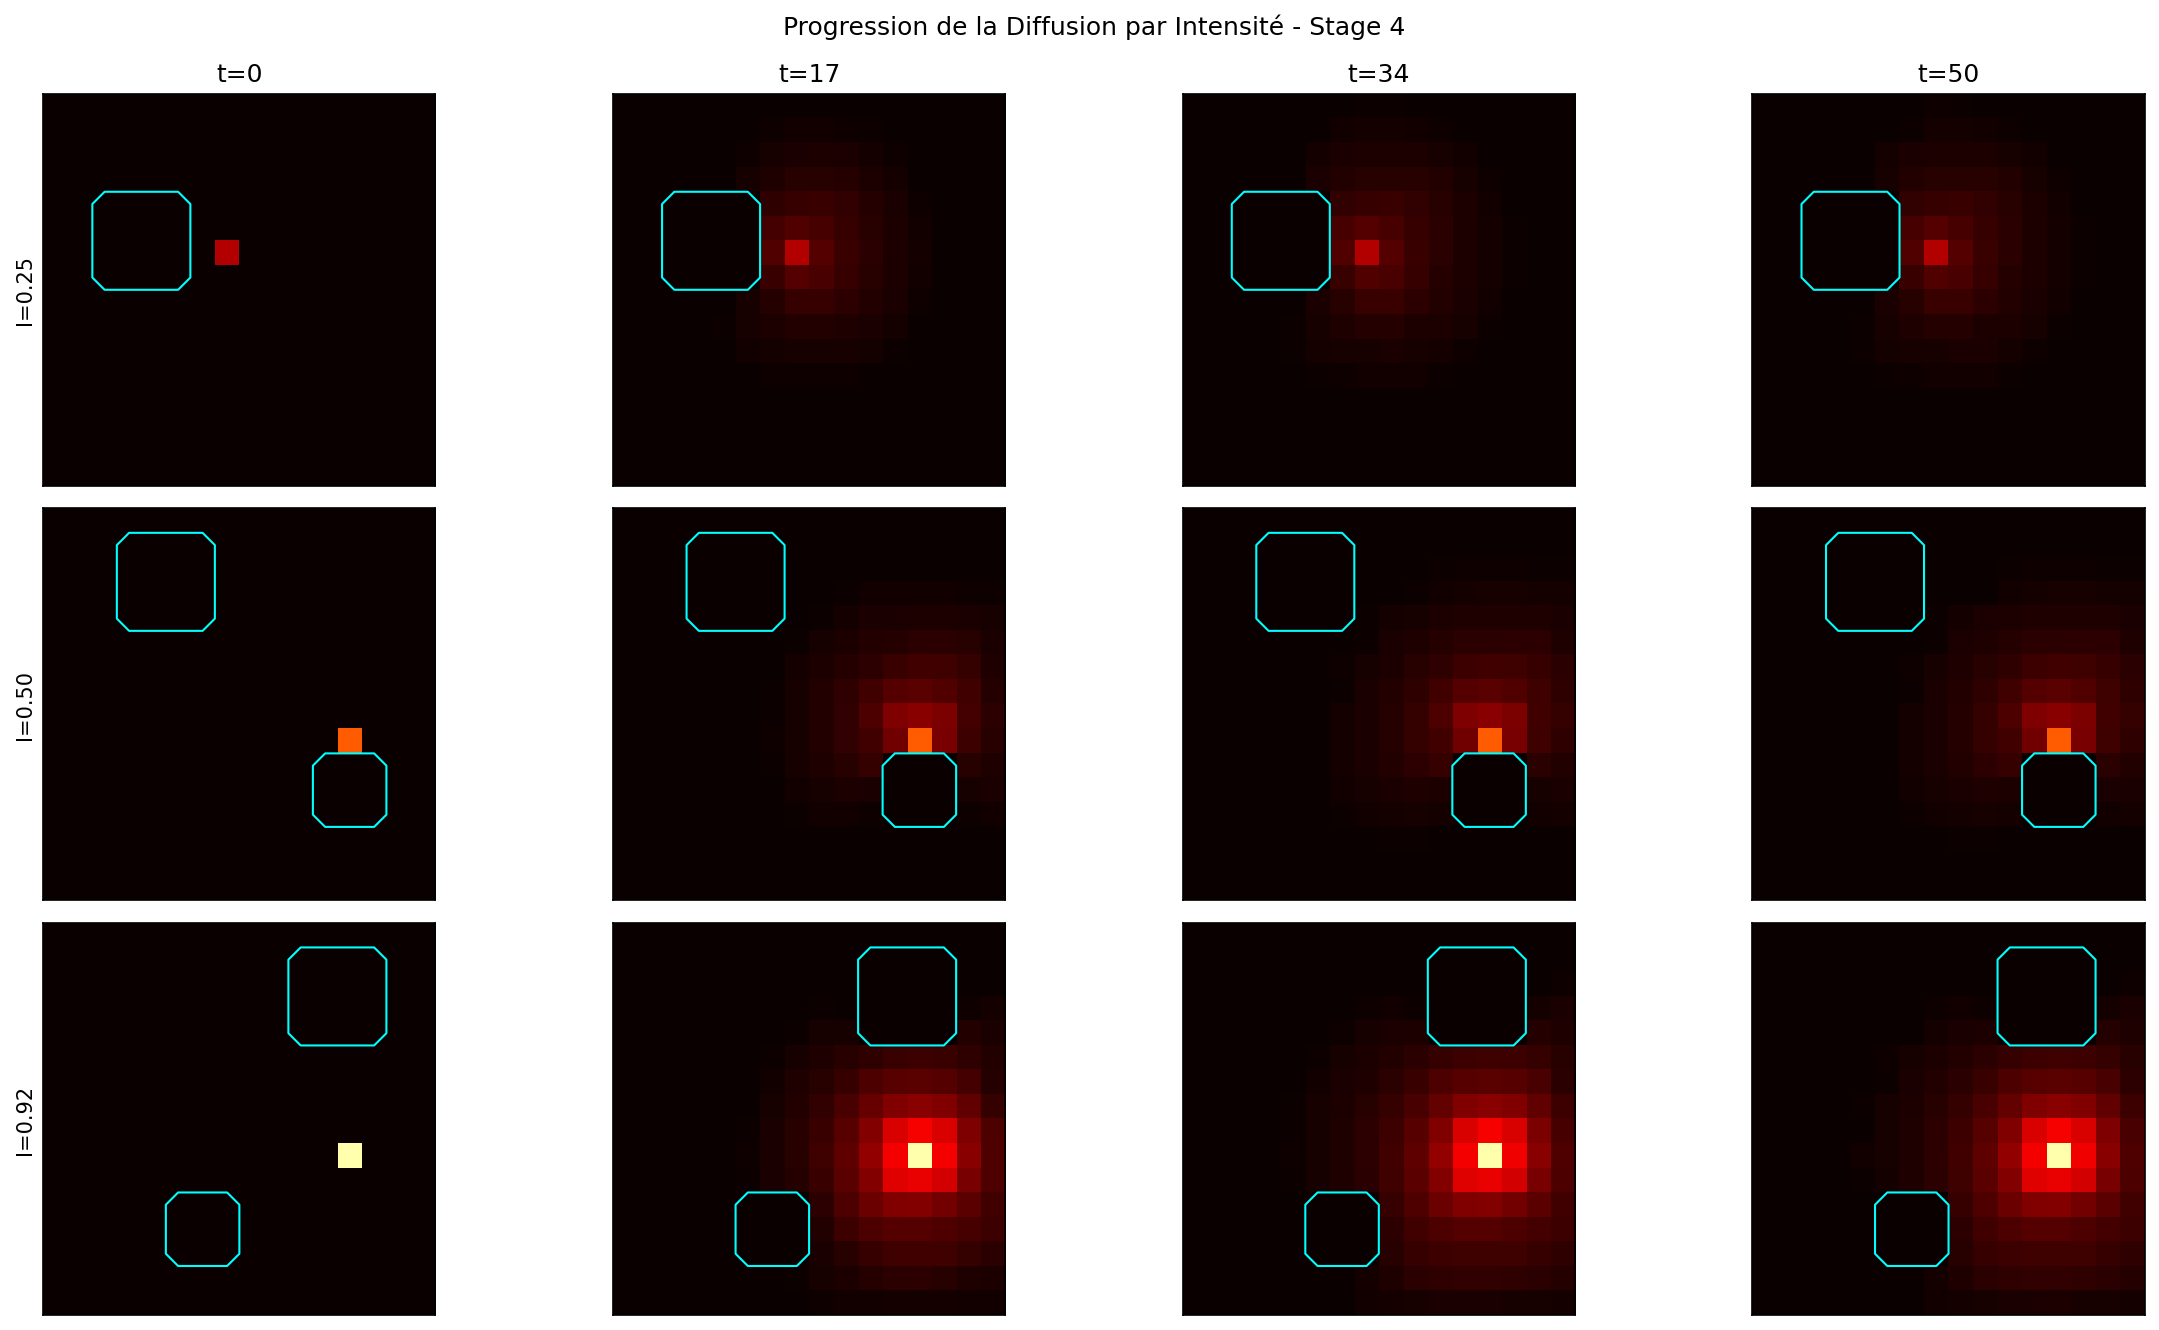 Progression de la Diffusion par Intensité - Stage 4
t=0
t=17
t=34
t=50
I=0.25
I=0.50
I=0.92